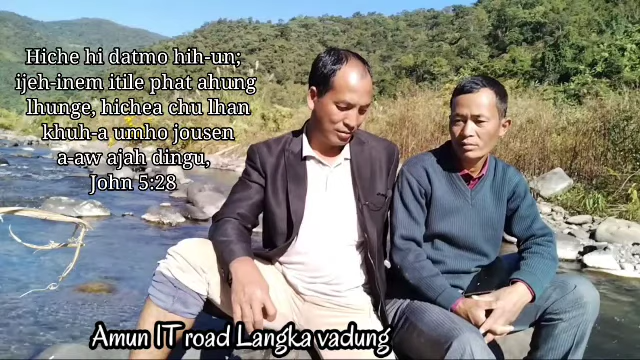 Hiche hi datmo hih-un;
ijeh-inem itile phat ahung
lhunge, hichea chu lhan
khuh-a umho jousen
a-aw ajah dingu,
John 5:28
Amun IT road Langka vadung